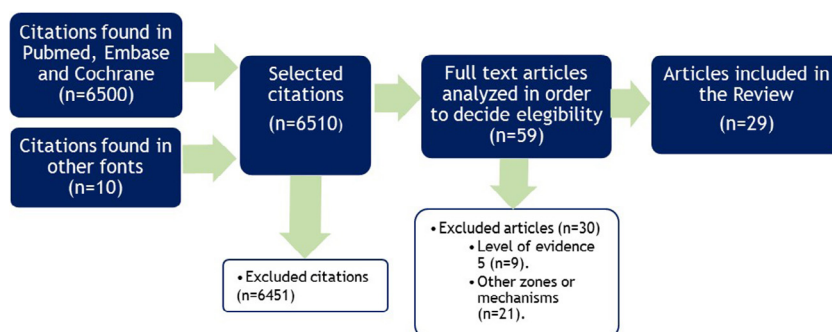 Citations found in
Pubmed, Embase
and Cochrane
(n=6500)
Citations found in
other fonts
(n=10)
Selected
citations
(n=6510)
Full text articles
analyzed in order
to decide elegibility
(n=59)
Articles included in
the Review
(n=29)
•Excluded citations
(n=6451)
•Excluded articles (n=30)
•Level of evidence
5 (n=9).
•Other zones or
mechanisms
(n=21).